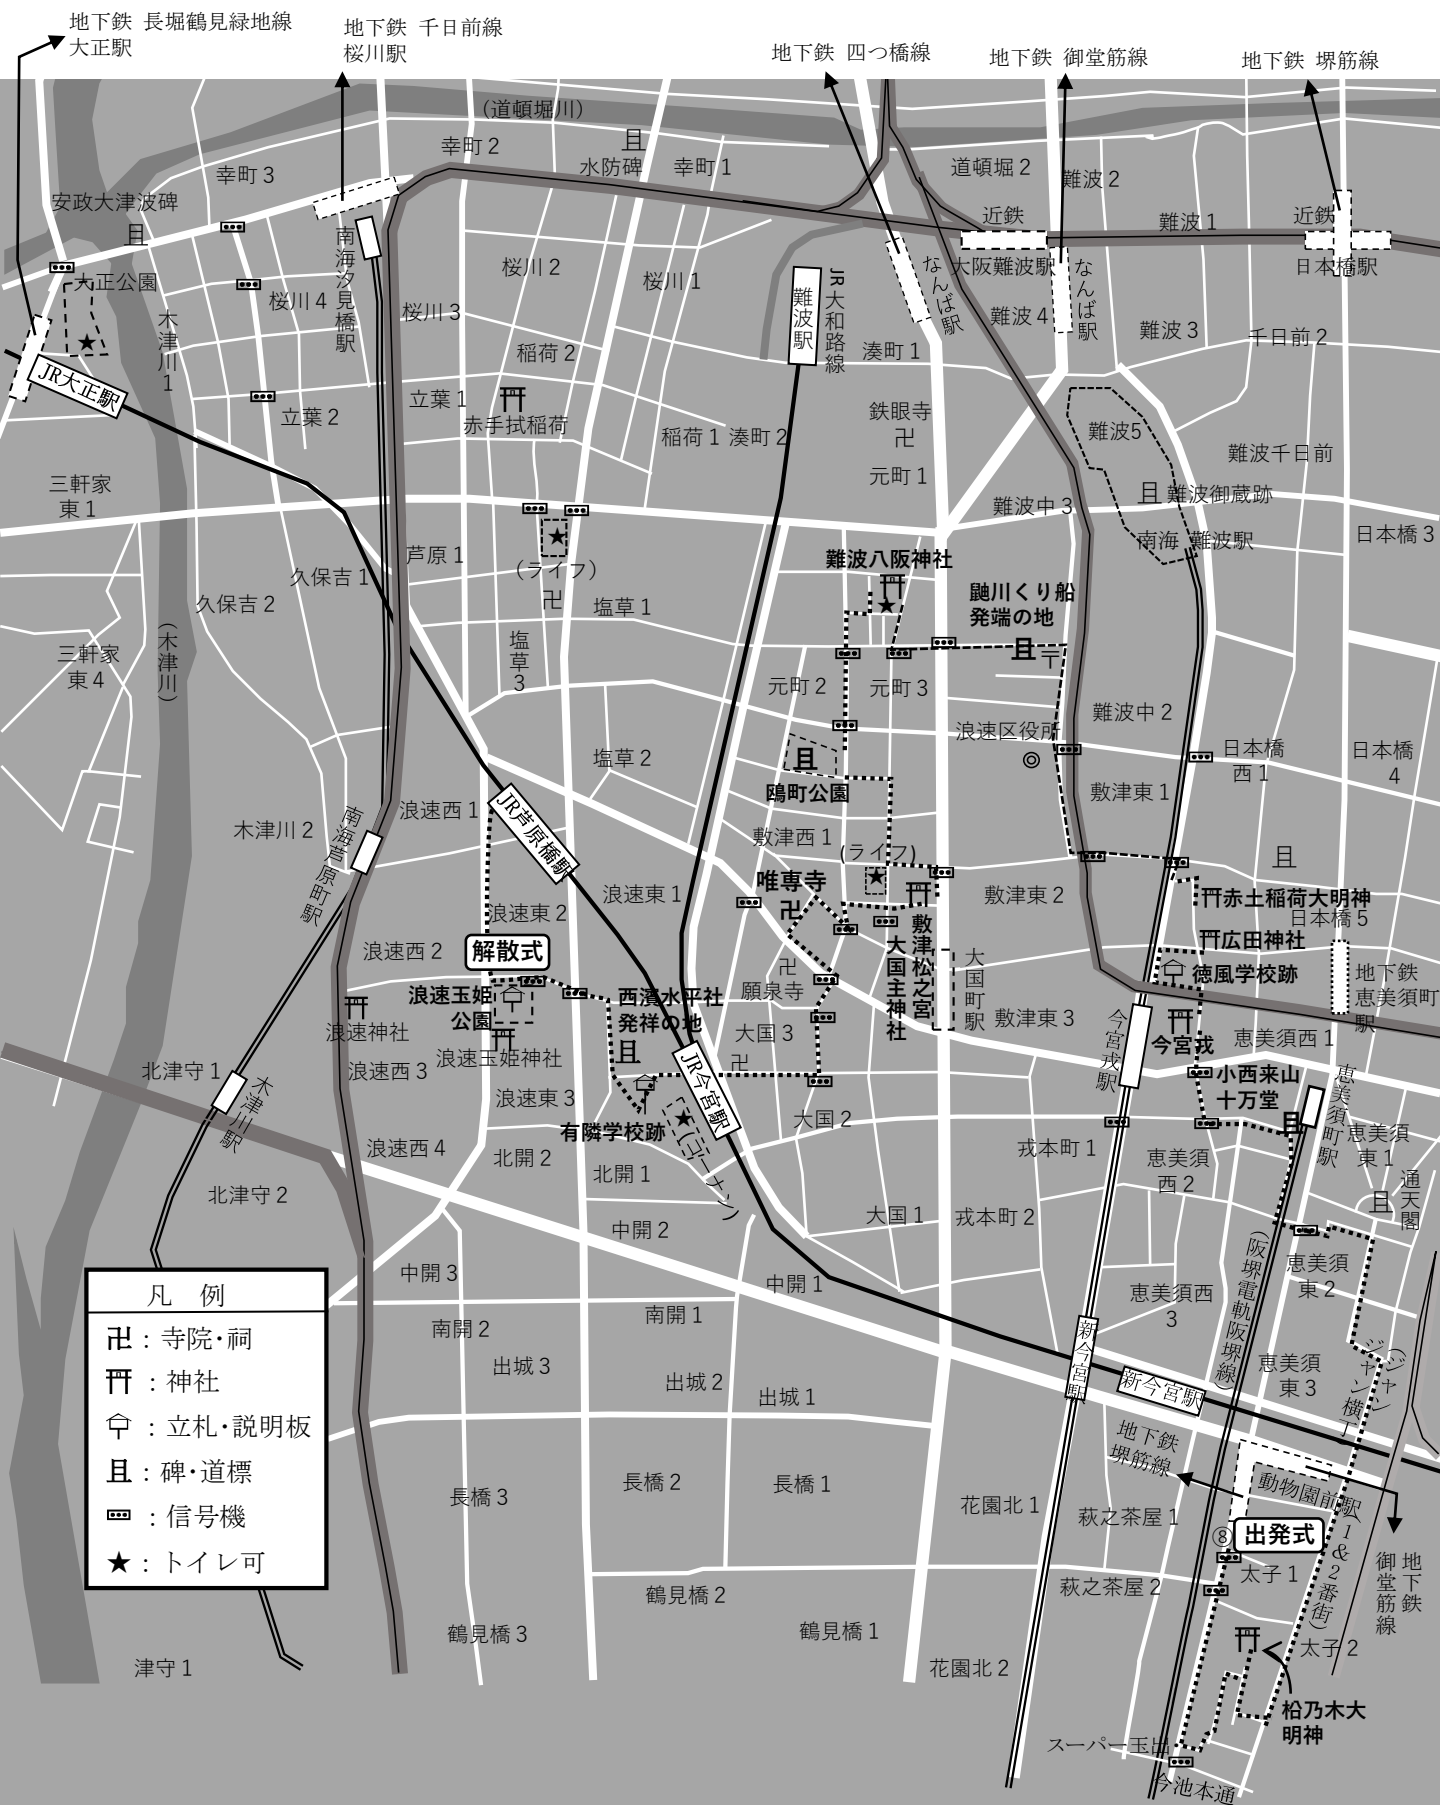 地下鉄 長堀鶴見緑地線
大正駅
地下鉄 千日前線
桜川駅
地下鉄 四つ橋線
地下鉄 御堂筋線
地下鉄 堺筋線
(道頓堀川)
幸町2
水防碑
幸町1
幸町3
安政大津波碑
道頓堀2
難波2
近鉄
難波1
近鉄
大正公園
南海汐見橋駅
桜川2
桜川1
JR大和路線
難波駅
なんば駅
大阪難波駅
なんば駅
日本橋駅
桜川4
桜川3
木津川1
難波4
難波3
千日前2
稲荷2
湊町1
JR大正駅
立葉2
立葉1
赤手拭稲荷
稲荷1
湊町2
鉄眼寺
卍
難波5
難波千日前
三軒家
東1
元町1
難波中3
難波御蔵跡
日本橋3
南海 難波駅
芦原1
久保吉1
(ライフ)
卍
難波八阪神社
久保吉2
塩草1
鼬川くり船
発端の地
〒
(木津川)
三軒家
東4
塩草3
元町2
元町3
難波中2
浪速区役所
◎
塩草2
日本橋
西1
日本橋
4
鴎町公園
敷津東1
浪速西1
JR芦原橋駅
木津川2
南海芦原町駅
敷津西1
(ライフ)
唯専寺
卍
浪速東1
敷津東2
赤土稲荷大明神
浪速東2
日本橋5
敷津松之宮
大国主神社
解散式
浪速西2
広田神社
大国町駅
徳風学校跡
地下鉄
恵美須町
駅
卍
願泉寺
浪速玉姫
公園
西濱水平社
発祥の地
浪速神社
大国3
卍
敷津東3
今宮戎駅
今宮戎
恵美須西1
浪速玉姫神社
北津守1
木津川駅
浪速西3
JR今宮駅
小西来山
十万堂
恵美須町駅
浪速東3
有隣学校跡
大国2
恵美須
東1
浪速西4
北開2
北開1
(コーナン)
戎本町1
恵美須
西2
通天閣
北津守2
中開2
大国1
戎本町2
(阪堺電軌阪堺線)
恵美須
東2
中開3
中開1
恵美須西
3
凡 例
卍：寺院・祠
：神社
：立札・説明板
：碑・道標
：信号機
★：トイレ可
南開2
南開1
新今宮駅
(ジャン
ジャン横丁)
出城3
出城2
出城1
恵美須
東3
新今宮駅
地下鉄
堺筋線
長橋3
長橋2
長橋1
花園北1
萩之茶屋1
動物園前駅
(1&2番街)
⑧
出発式
地下鉄
御堂筋線
太子1
萩之茶屋2
鶴見橋2
鶴見橋3
鶴見橋1
太子2
津守1
花園北2
松乃木大
明神
スーパー玉出
今池本通